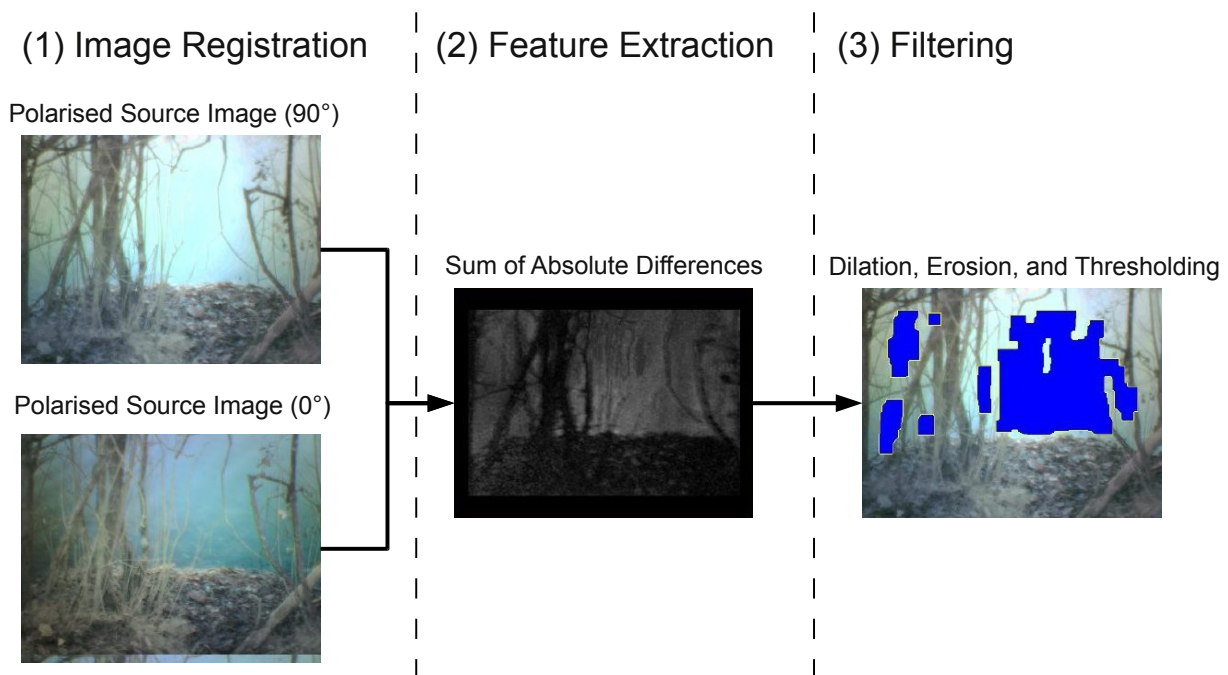 (1) Image Registration
(2) Feature Extraction
(3) Filtering
Polarised Source Image (90°)
Polarised Source Image (0°)
Sum of Absolute Differences
Dilation, Erosion, and Thresholding